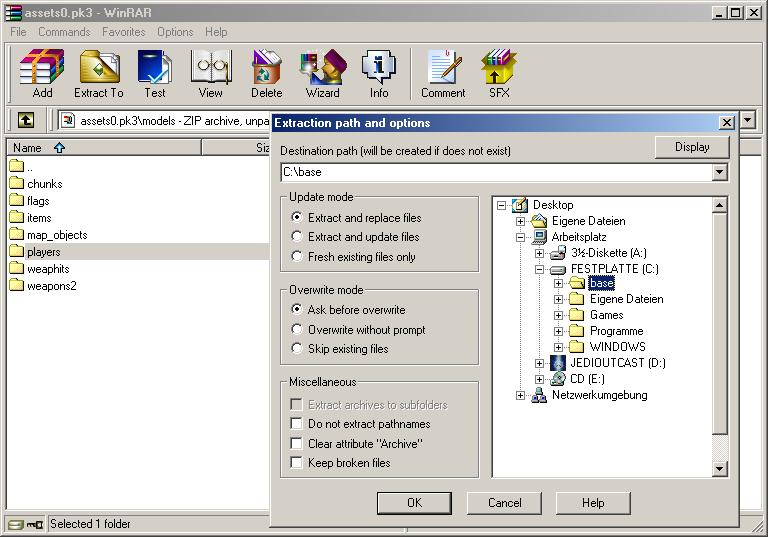 assets0.pk3 - WinRAR
File Commands Favorites Options Help
Add Extract To Test View Delete Wizard Info Comment SFX
assets0.pk3\models - ZIP archive, unpa
Name Siz
..
chunks
flags
items
map_objects
players
weaphits
weapons2
Selected 1 folder
Extraction path and options
Destination path (will be created if does not exist)
Display
C:\base
Update mode
Extract and replace files
Extract and update files
Fresh existing files only
Overwrite mode
Ask before overwrite
Overwrite without prompt
Skip existing files
Miscellaneous
Extract archives to subfolders
Do not extract pathnames
Clear attribute "Archive"
Keep broken files
Desktop
Eigene Dateien
Arbeitsplatz
3½-Diskette (A:)
FESTPLATTE (C:)
base
Eigene Dateien
Games
Programme
WINDOWS
JEDIOUTCAST (D:)
CD (E:)
Netzwerkumgebung
OK Cancel Help